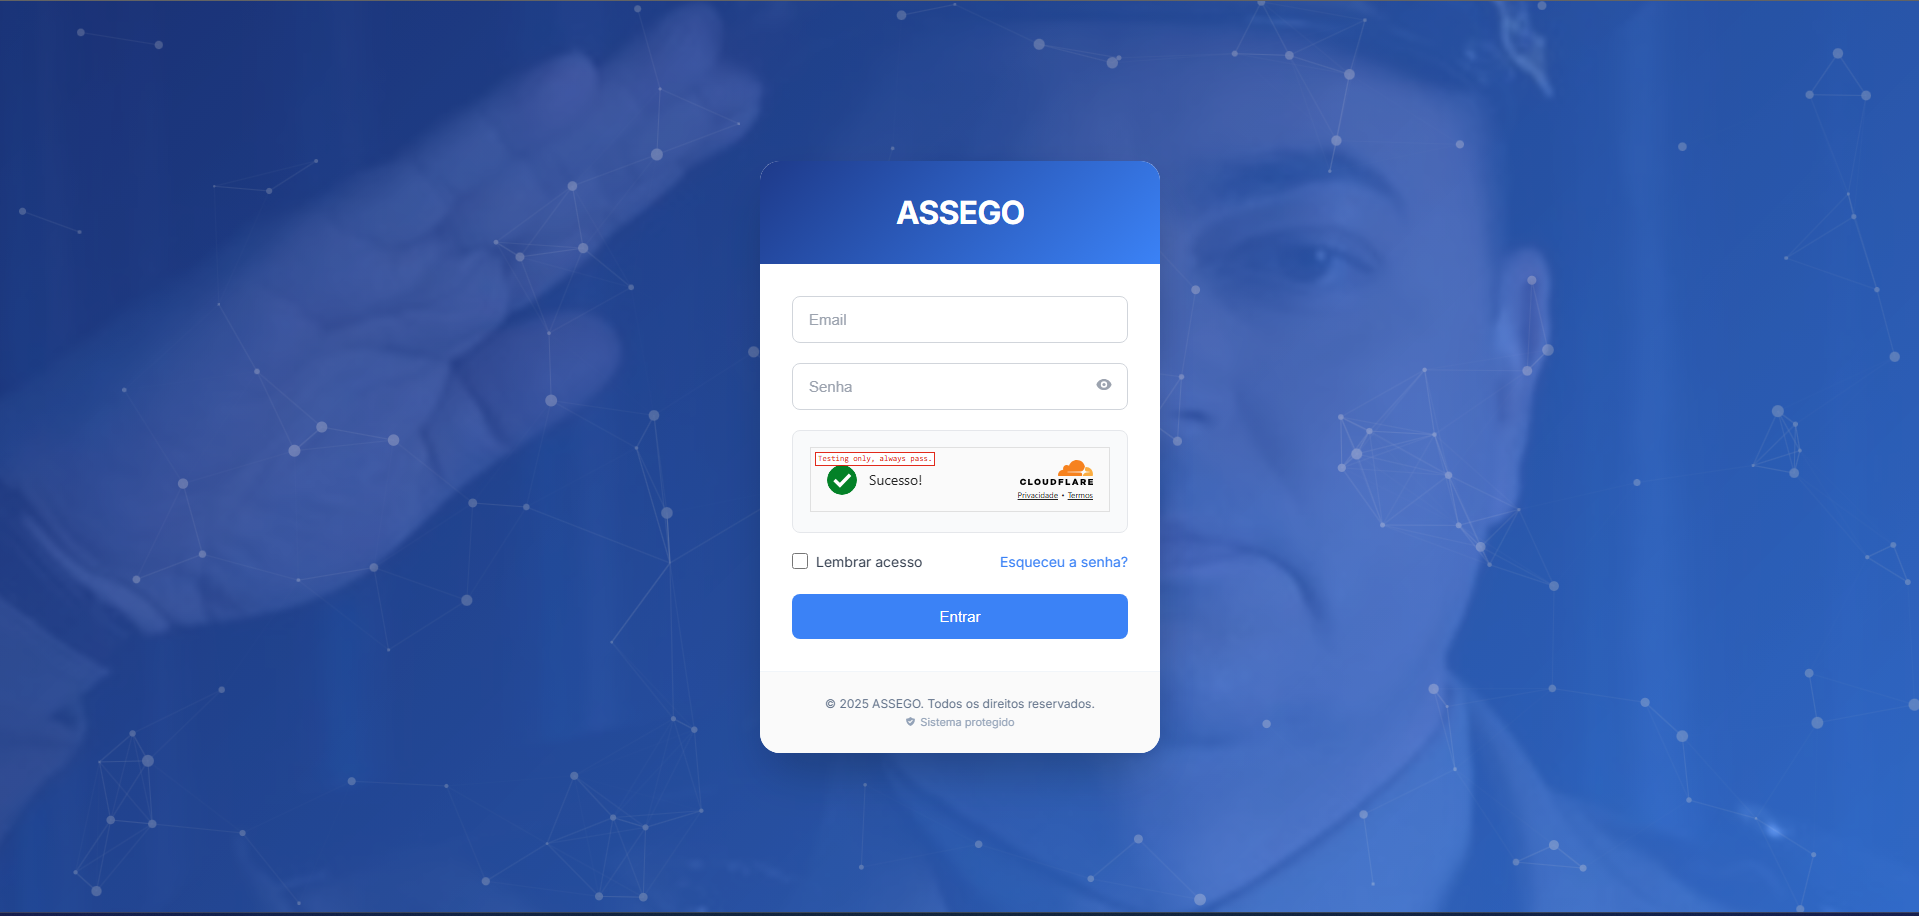 ASSEGO
Email
Senha
Testing only, always pass.
Sucesso!
CLOUDFLARE
Privacidade • Termos
Lembrar acesso
Esqueceu a senha?
Entrar
© 2025 ASSEGO. Todos os direitos reservados.
Sistema protegido